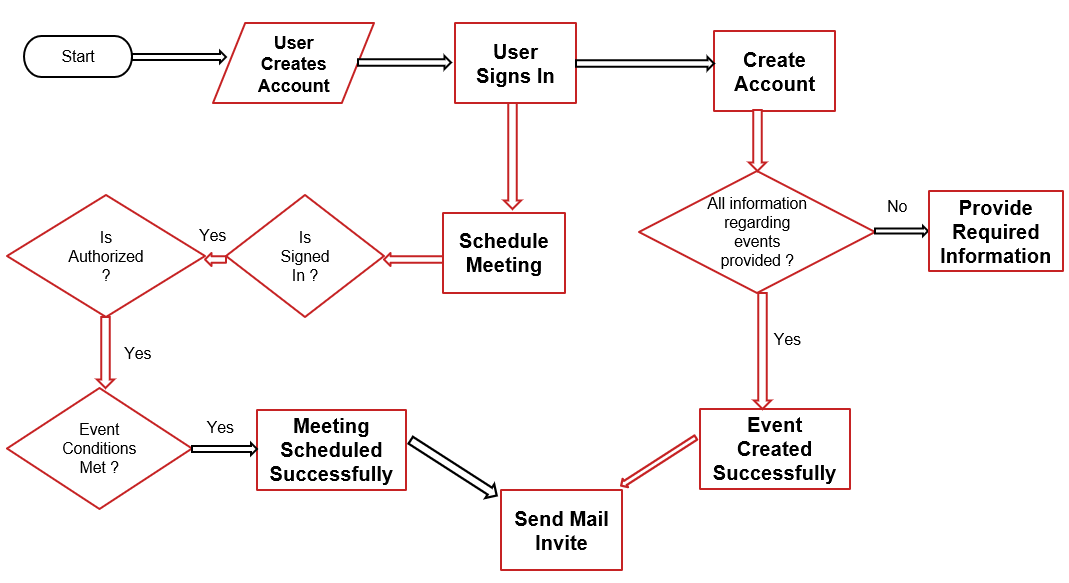 Start
User
Creates
Account
User
Signs In
Create
Account
All information
regarding
events
provided ?
No
Provide
Required
Information
Schedule
Meeting
Is
Signed
In ?
Yes
Is
Authorized
?
Yes
Yes
Event
Conditions
Met ?
Yes
Meeting
Scheduled
Successfully
Event
Created
Successfully
Send Mail
Invite